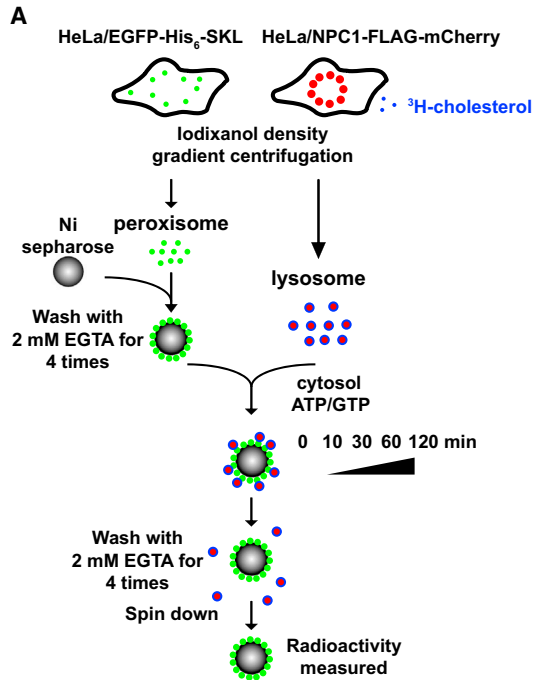 A
HeLa/EGFP-His₆-SKL
HeLa/NPC1-FLAG-mCherry
³H-cholesterol
Iodixanol density
gradient centrifugation
Ni
sepharose
peroxisome
lysosome
Wash with
2 mM EGTA for
4 times
cytosol
ATP/GTP
0 10 30 60 120 min
Wash with
2 mM EGTA for
4 times
Spin down
Radioactivity
measured